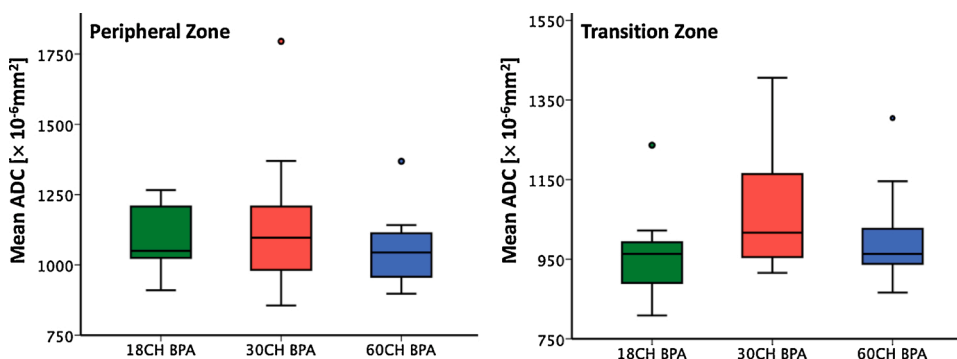 Peripheral Zone
Mean ADC [× 10⁻⁶mm²]
1750
1500
1250
1000
750
18CH BPA 30CH BPA 60CH BPA
Transition Zone
Mean ADC [× 10⁻⁶mm²]
1550
1350
1150
950
750
18CH BPA 30CH BPA 60CH BPA